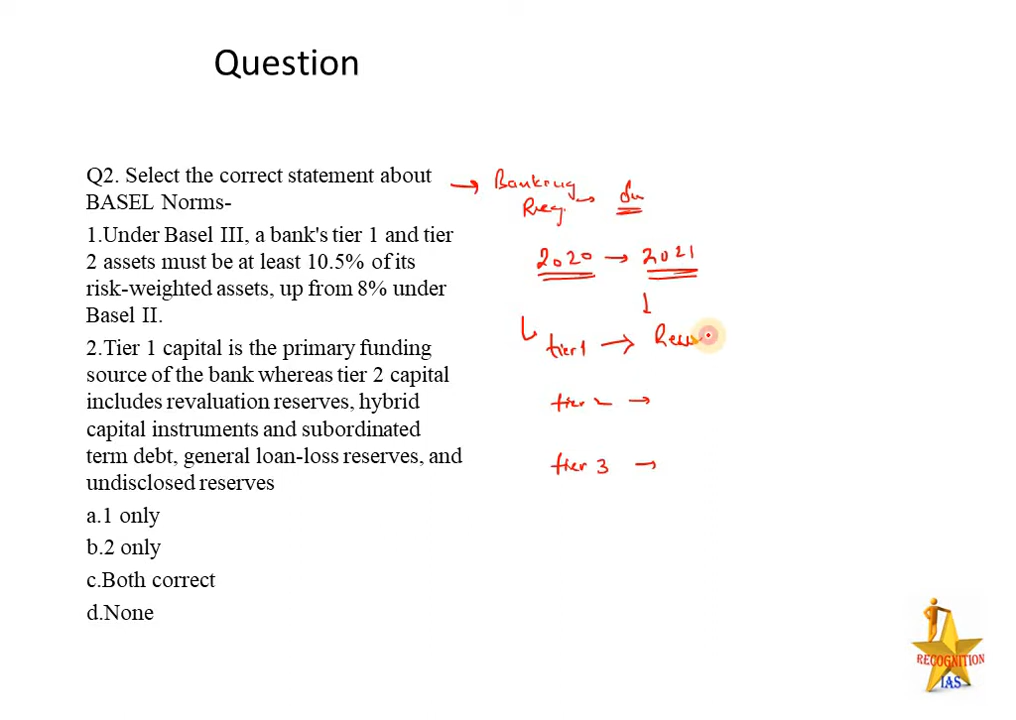 Question
Q2. Select the correct statement about
BASEL Norms-
1.Under Basel III, a bank's tier 1 and tier
2 assets must be at least 10.5% of its
risk-weighted assets, up from 8% under
Basel II.
2.Tier 1 capital is the primary funding
source of the bank whereas tier 2 capital
includes revaluation reserves, hybrid
capital instruments and subordinated
term debt, general loan-loss reserves, and
undisclosed reserves
a.1 only
b.2 only
c.Both correct
d.None
2020 → 2021
tier 1 →
tier 2 →
tier 3 →
RECOGNITION
IAS